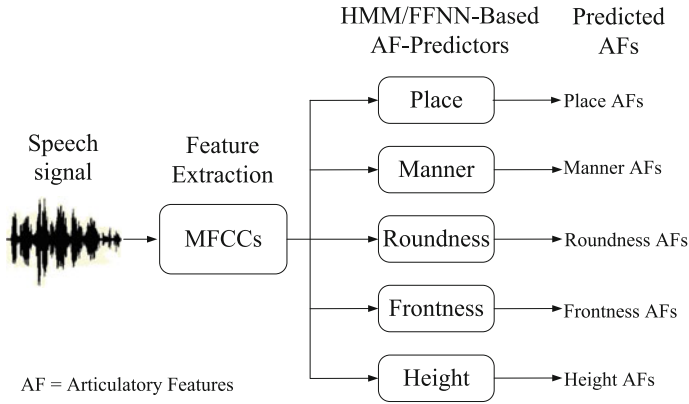 HMM/FFNN-Based
AF-Predictors
Predicted
AFs
Speech
signal
Feature
Extraction
MFCCs
Place
Place AFs
Manner
Manner AFs
Roundness
Roundness AFs
Frontness
Frontness AFs
Height
Height AFs
AF = Articulatory Features